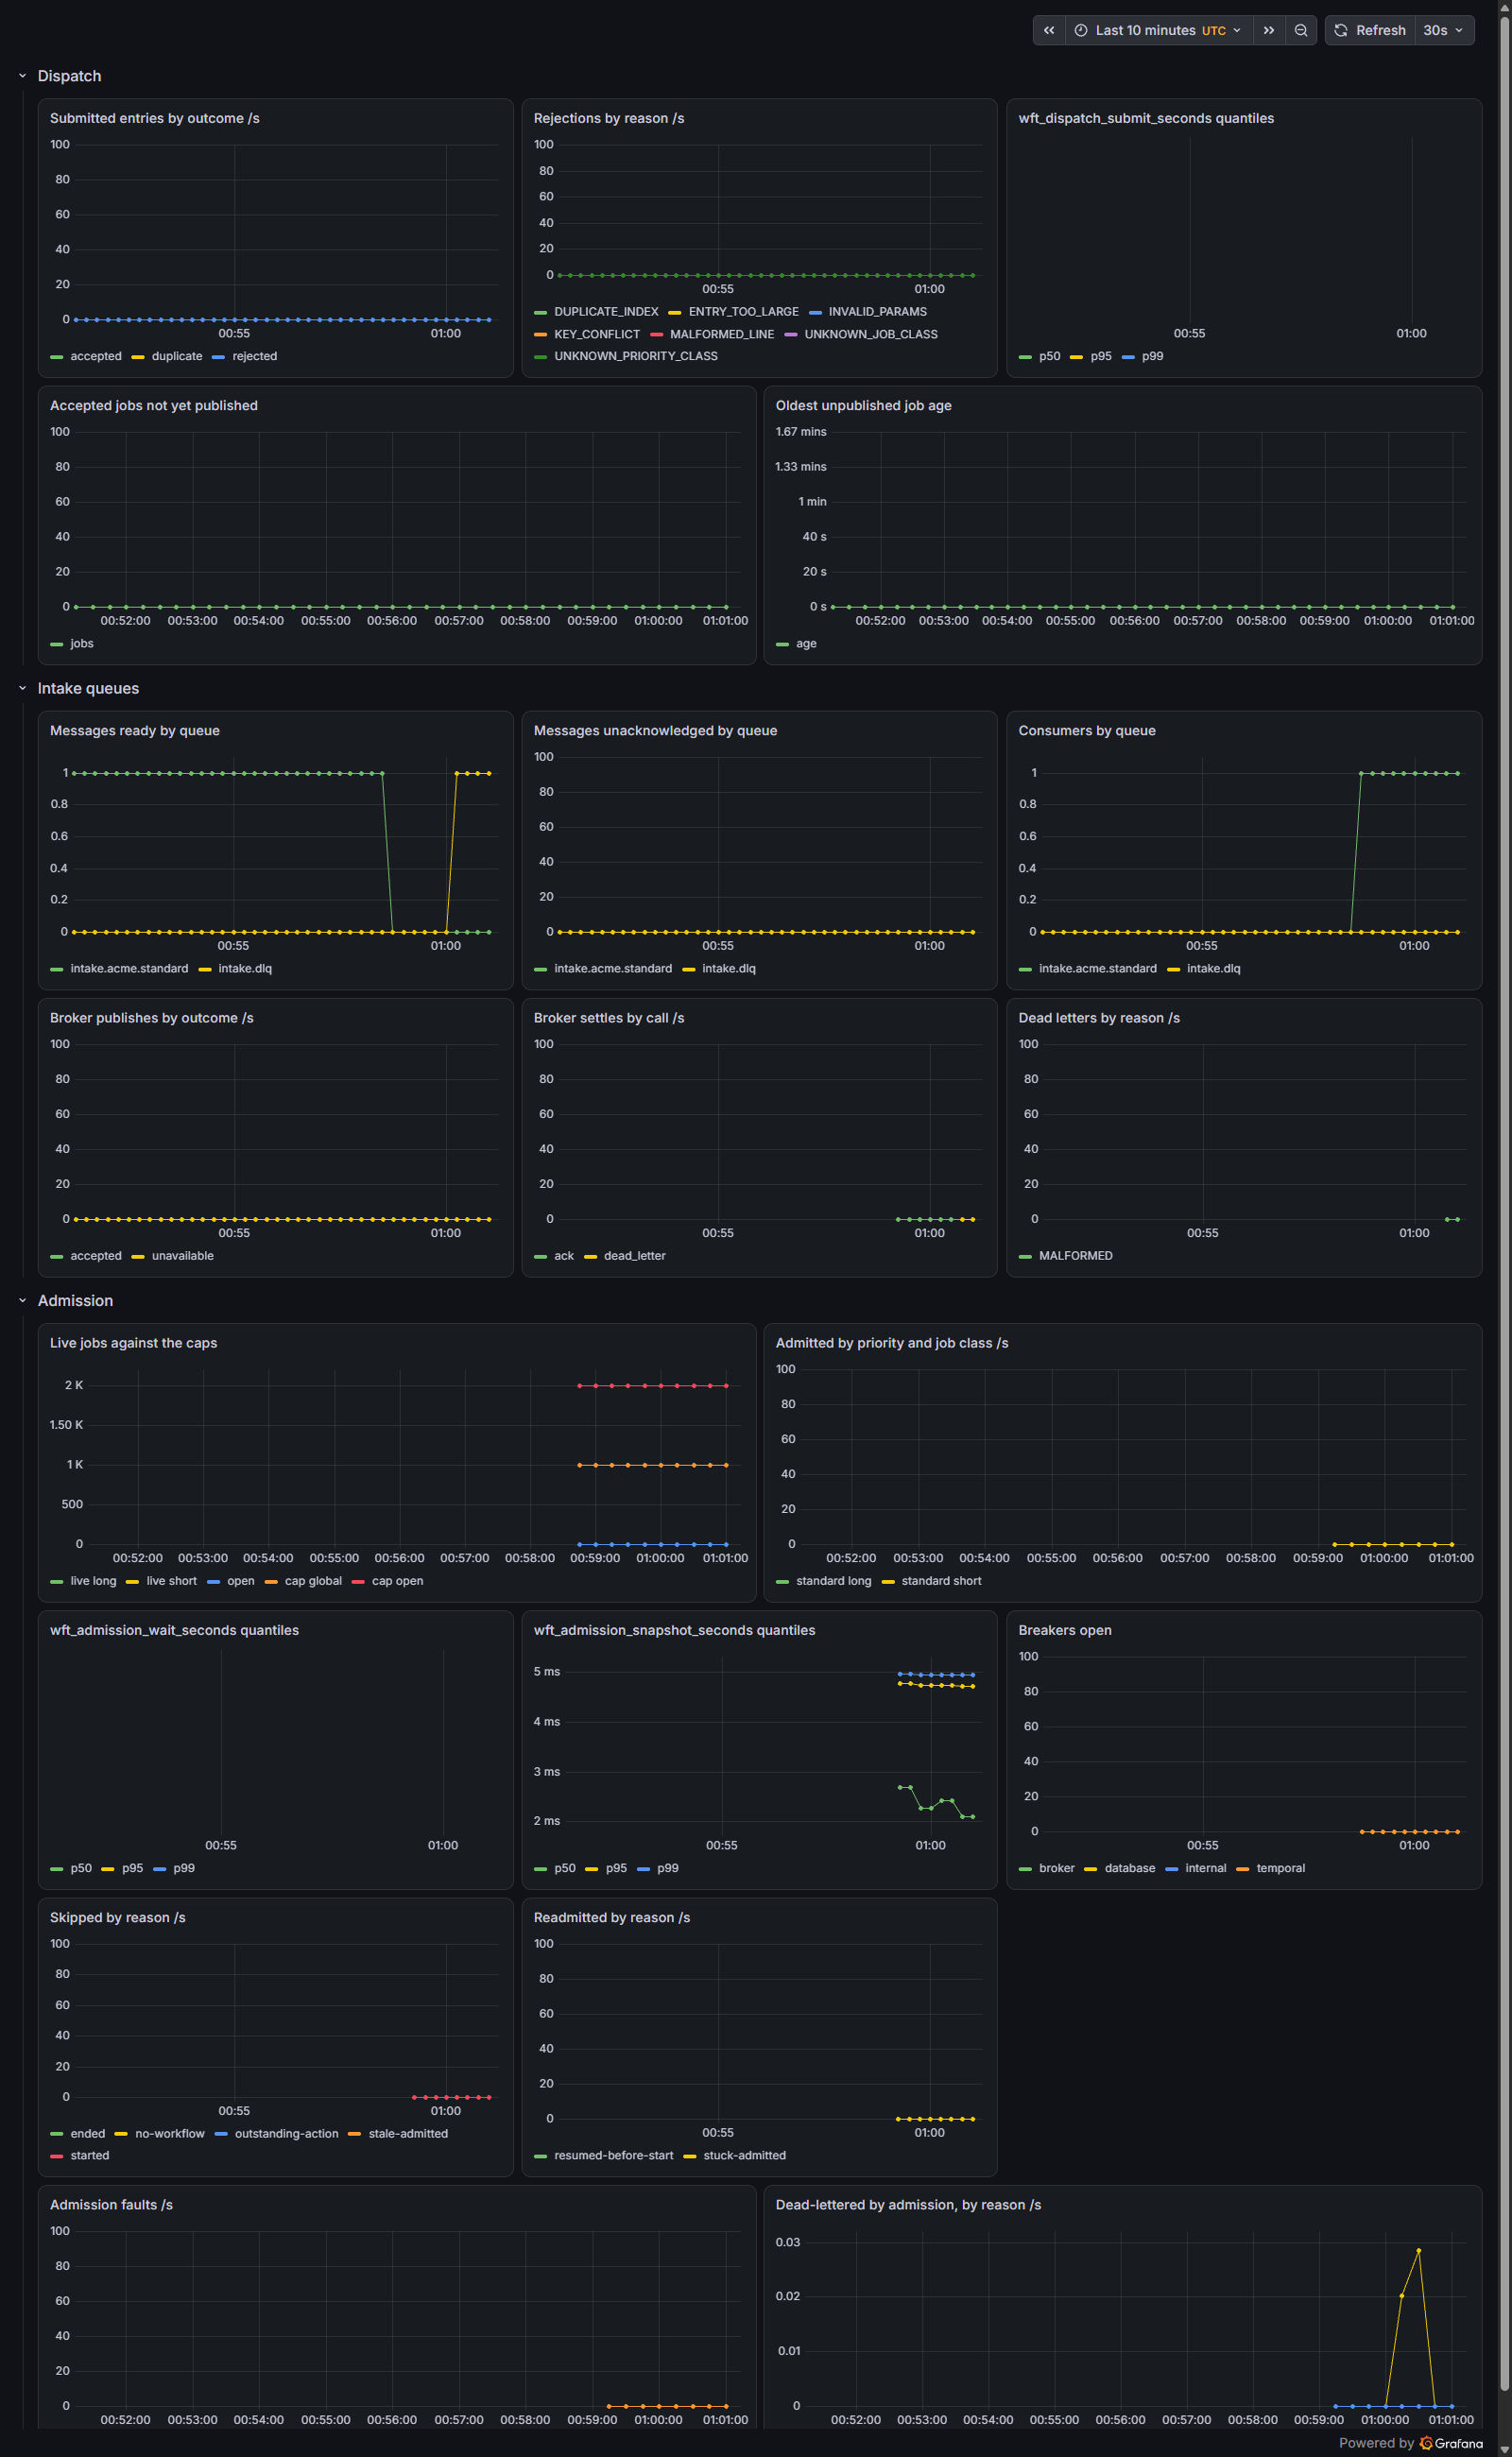 Last 10 minutes UTC
Refresh
30s
Dispatch
Submitted entries by outcome /s
100
80
60
40
20
0
00:55
01:00
accepted duplicate rejected
Rejections by reason /s
100
80
60
40
20
0
00:55
01:00
DUPLICATE_INDEX ENTRY_TOO_LARGE INVALID_PARAMS
KEY_CONFLICT MALFORMED_LINE UNKNOWN_JOB_CLASS
UNKNOWN_PRIORITY_CLASS
wft_dispatch_submit_seconds quantiles
00:55
01:00
p50 p95 p99
Accepted jobs not yet published
100
80
60
40
20
0
00:52:00 00:53:00 00:54:00 00:55:00 00:56:00 00:57:00 00:58:00 00:59:00 01:00:00 01:01:00
jobs
Oldest unpublished job age
1.67 mins
1.33 mins
1 min
40 s
20 s
0 s
00:52:00 00:53:00 00:54:00 00:55:00 00:56:00 00:57:00 00:58:00 00:59:00 01:00:00 01:01:00
age
Intake queues
Messages ready by queue
1
0.8
0.6
0.4
0.2
0
00:55
01:00
intake.acme.standard intake.dlq
Messages unacknowledged by queue
100
80
60
40
20
0
00:55
01:00
intake.acme.standard intake.dlq
Consumers by queue
1
0.8
0.6
0.4
0.2
0
00:55
01:00
intake.acme.standard intake.dlq
Broker publishes by outcome /s
100
80
60
40
20
0
00:55
01:00
accepted unavailable
Broker settles by call /s
100
80
60
40
20
0
00:55
01:00
ack dead_letter
Dead letters by reason /s
100
80
60
40
20
0
00:55
01:00
MALFORMED
Admission
Live jobs against the caps
2 K
1.50 K
1 K
500
0
00:52:00 00:53:00 00:54:00 00:55:00 00:56:00 00:57:00 00:58:00 00:59:00 01:00:00 01:01:00
live long live short open cap global cap open
Admitted by priority and job class /s
100
80
60
40
20
0
00:52:00 00:53:00 00:54:00 00:55:00 00:56:00 00:57:00 00:58:00 00:59:00 01:00:00 01:01:00
standard long standard short
wft_admission_wait_seconds quantiles
00:55
01:00
p50 p95 p99
wft_admission_snapshot_seconds quantiles
5 ms
4 ms
3 ms
2 ms
00:55
01:00
p50 p95 p99
Breakers open
100
80
60
40
20
0
00:55
01:00
broker database internal temporal
Skipped by reason /s
100
80
60
40
20
0
00:55
01:00
ended no-workflow outstanding-action stale-admitted
started
Readmitted by reason /s
100
80
60
40
20
0
00:55
01:00
resumed-before-start stuck-admitted
Admission faults /s
100
80
60
40
20
0
00:52:00 00:53:00 00:54:00 00:55:00 00:56:00 00:57:00 00:58:00 00:59:00 01:00:00 01:01:00
Dead-lettered by admission, by reason /s
0.03
0.02
0.01
0
00:52:00 00:53:00 00:54:00 00:55:00 00:56:00 00:57:00 00:58:00 00:59:00 01:00:00 01:01:00
Powered by Grafana